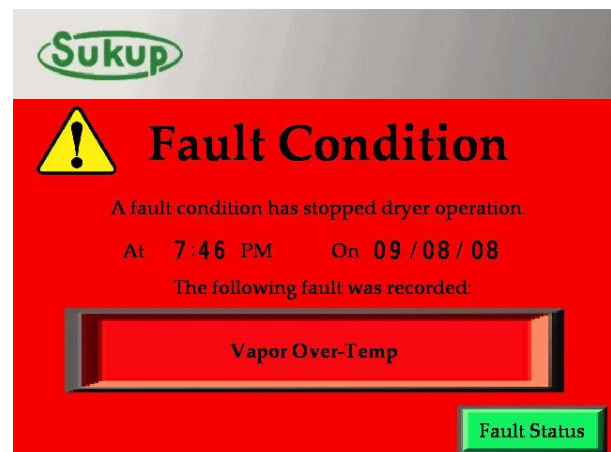 Sukup
Fault Condition
A fault condition has stopped dryer operation.
At 7:46 PM On 09/08/08
The following fault was recorded:
Vapor Over-Temp
Fault Status